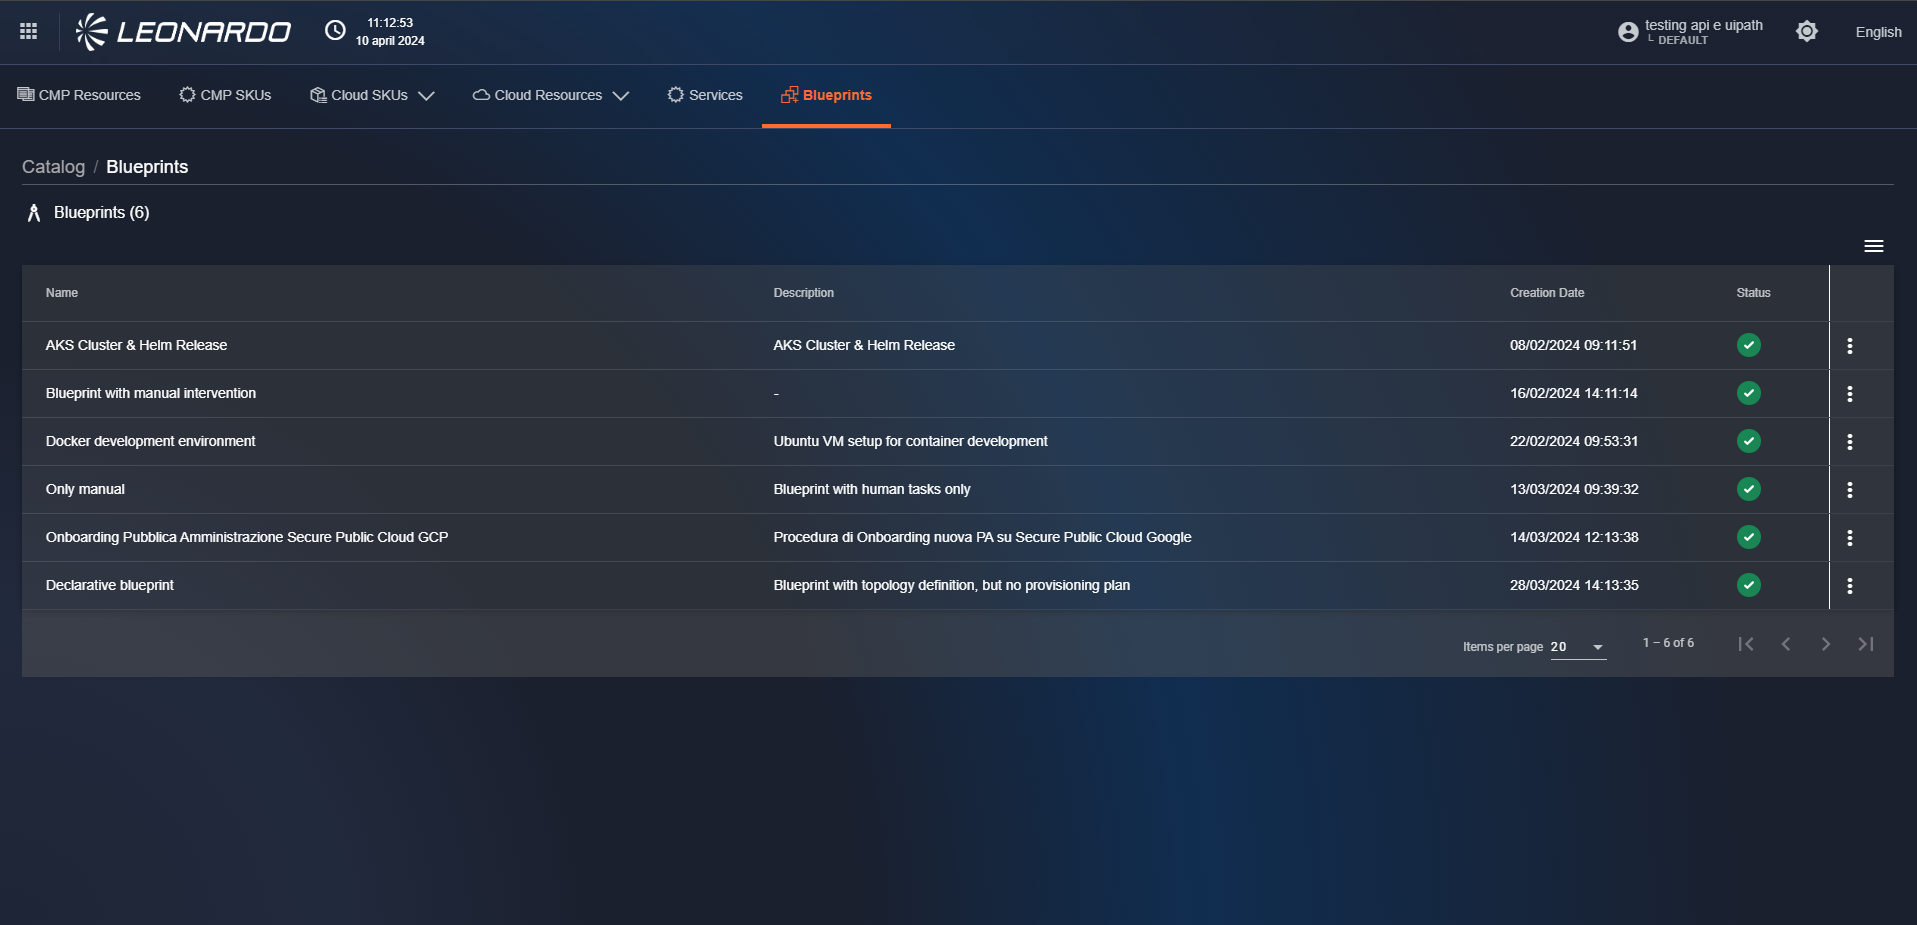 LEONARDO
11:12:53
10 april 2024
testing api e uipath
└ DEFAULT
English
CMP Resources
CMP SKUs
Cloud SKUs
Cloud Resources
Services
Blueprints
Catalog / Blueprints
Blueprints (6)
Name Description Creation Date Status
AKS Cluster & Helm Release AKS Cluster & Helm Release 08/02/2024 09:11:51
Blueprint with manual intervention - 16/02/2024 14:11:14
Docker development environment Ubuntu VM setup for container development 22/02/2024 09:53:31
Only manual Blueprint with human tasks only 13/03/2024 09:39:32
Onboarding Pubblica Amministrazione Secure Public Cloud GCP Procedura di Onboarding nuova PA su Secure Public Cloud Google 14/03/2024 12:13:38
Declarative blueprint Blueprint with topology definition, but no provisioning plan 28/03/2024 14:13:35
Items per page 20 1 – 6 of 6